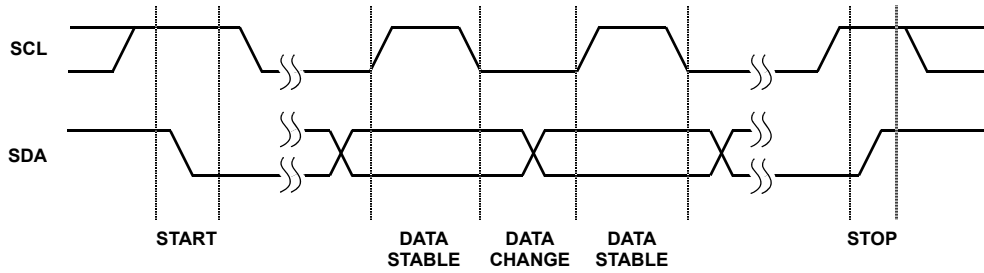 SCL
SDA
START
DATA
STABLE
DATA
CHANGE
DATA
STABLE
STOP